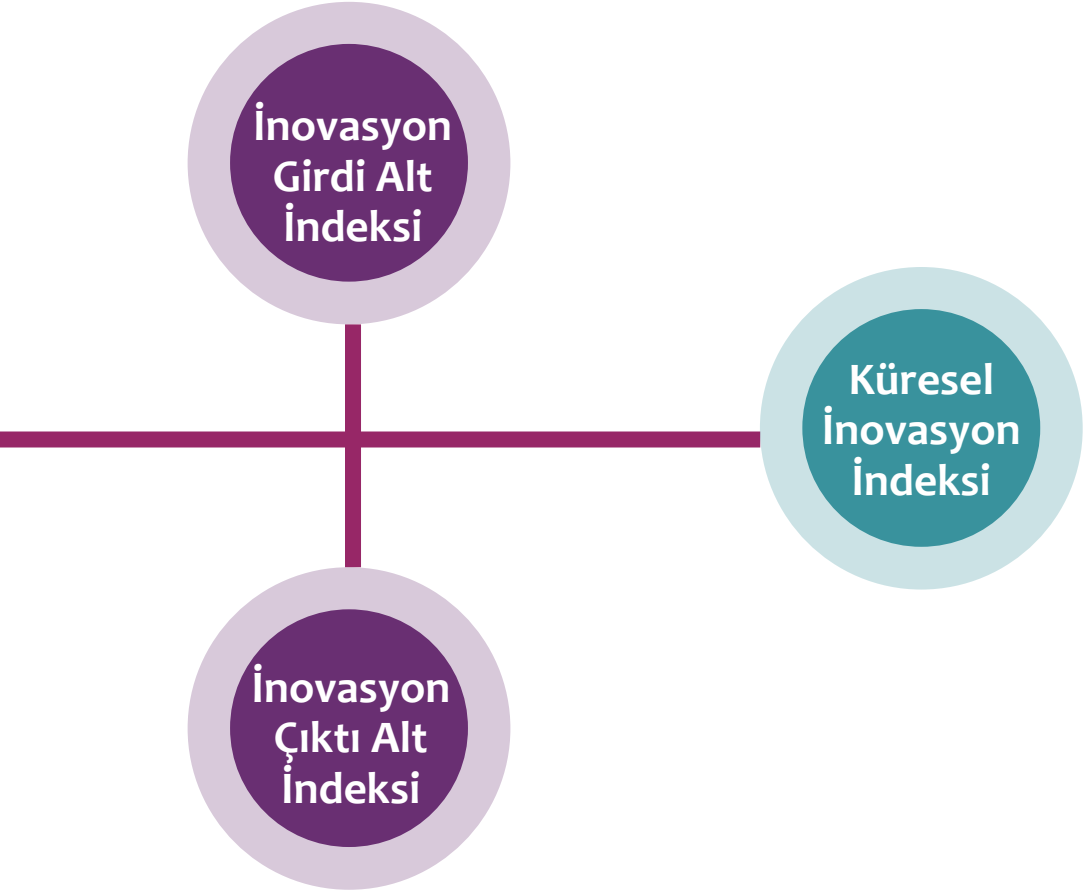 İnovasyon
Girdi Alt
İndeksi
Küresel
İnovasyon
İndeksi
İnovasyon
Çıktı Alt
İndeksi